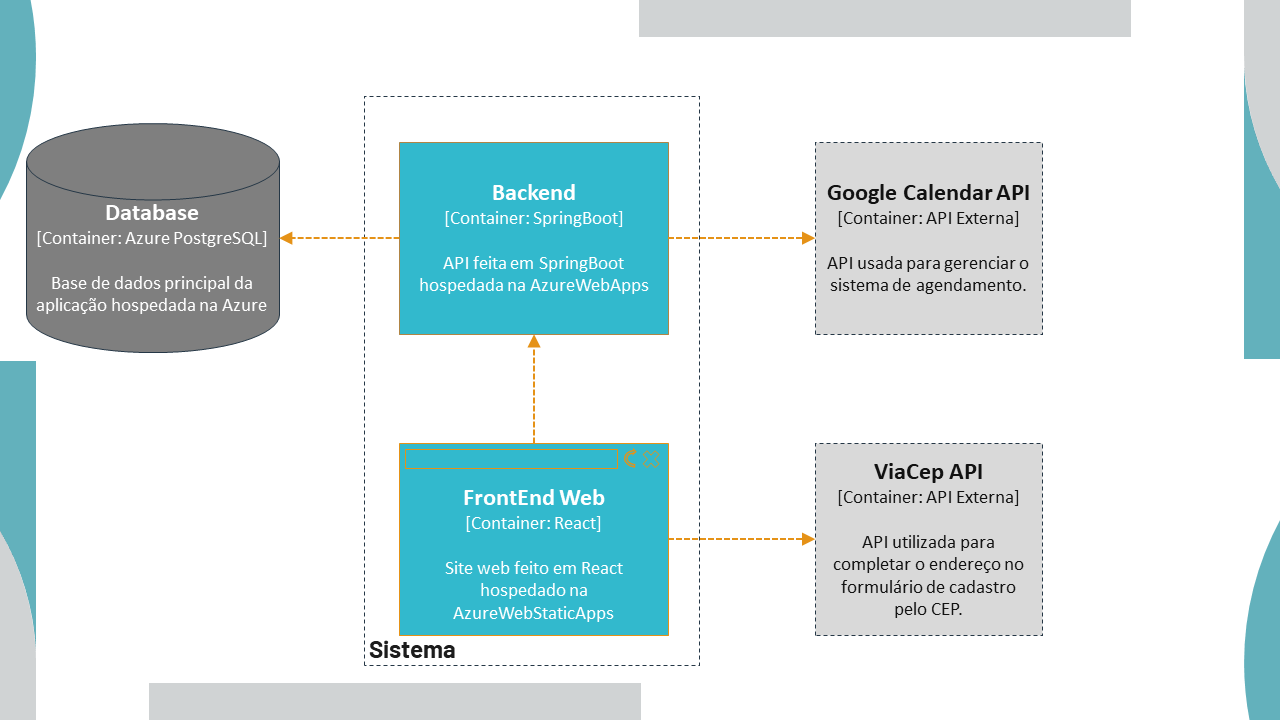 Database
[Container: Azure PostgreSQL]
Base de dados principal da
aplicação hospedada na Azure
Backend
[Container: SpringBoot]
API feita em SpringBoot
hospedada na AzureWebApps
Google Calendar API
[Container: API Externa]
API usada para gerenciar o
sistema de agendamento.
FrontEnd Web
[Container: React]
Site web feito em React
hospedado na
AzureWebStaticApps
ViaCep API
[Container: API Externa]
API utilizada para
completar o endereço no
formulário de cadastro
pelo CEP.
Sistema